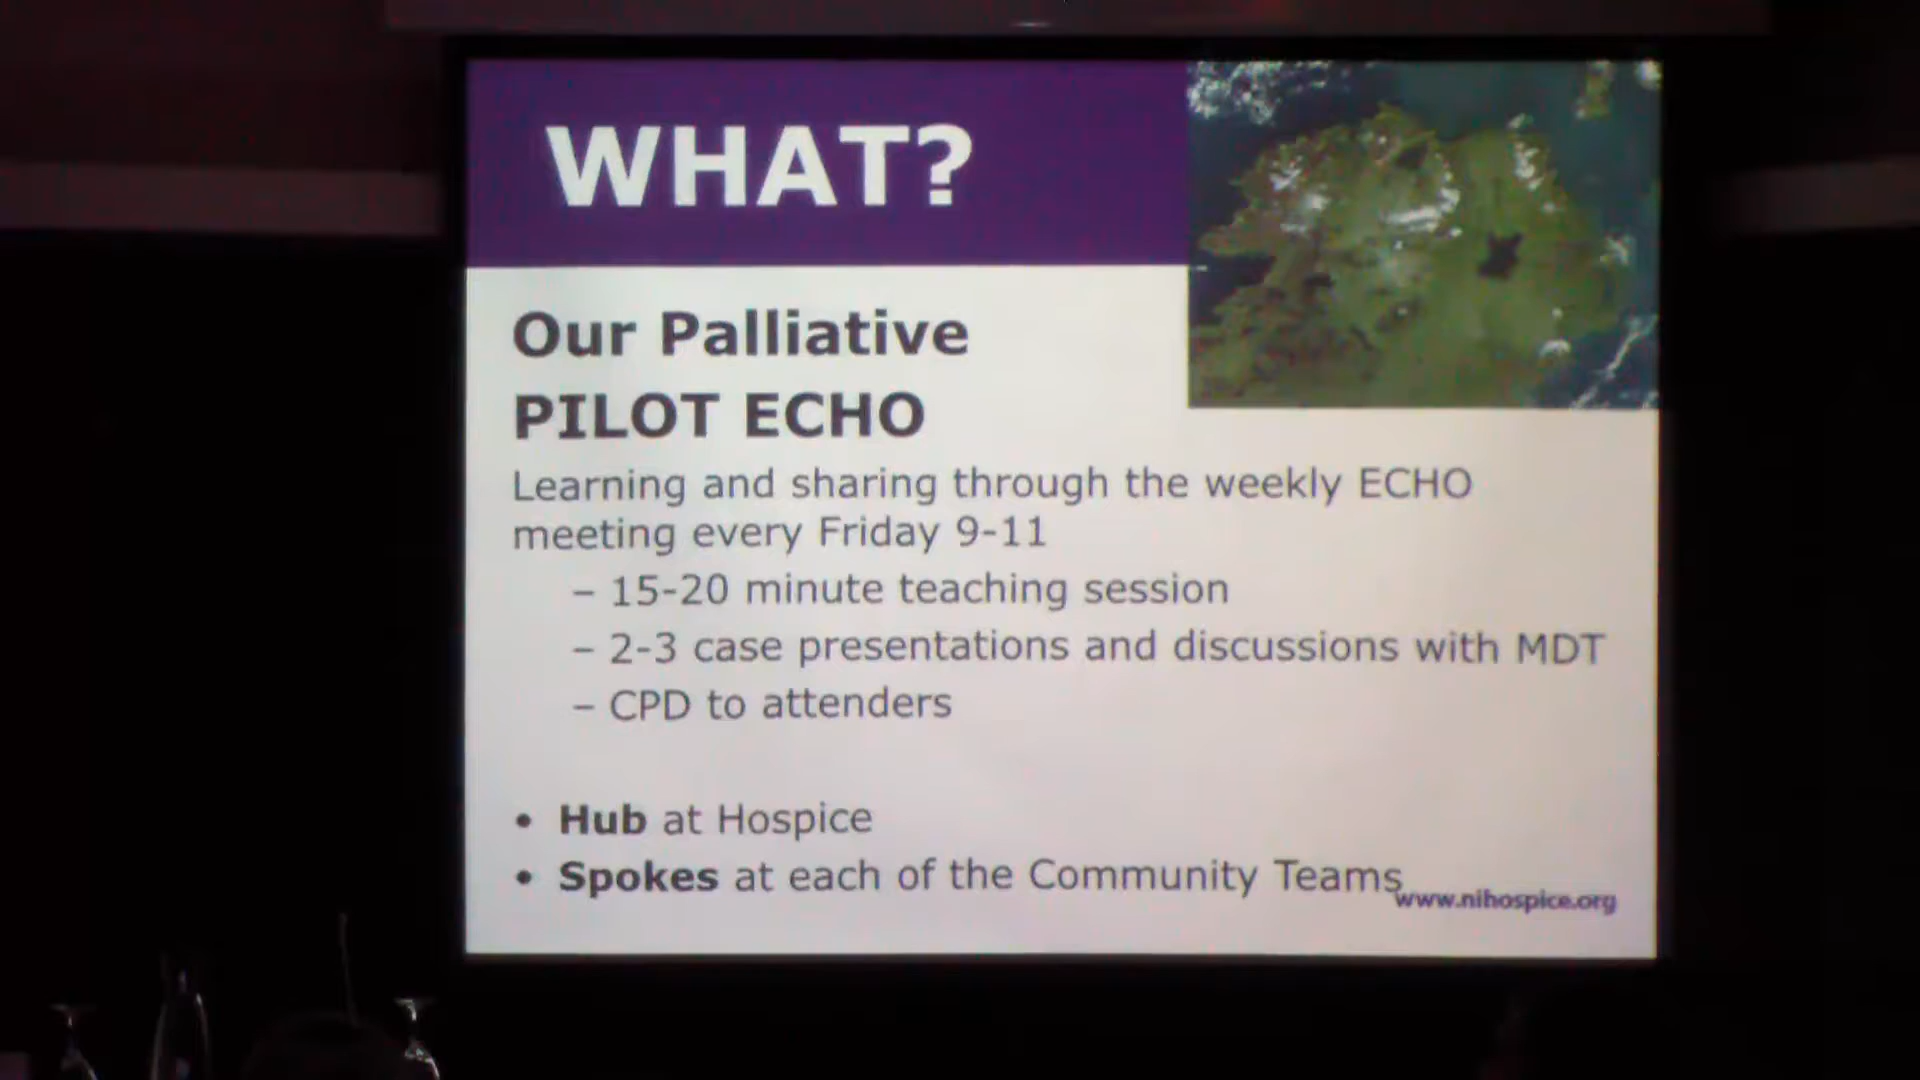 WHAT?
Our Palliative
PILOT ECHO
Learning and sharing through the weekly ECHO
meeting every Friday 9-11
– 15-20 minute teaching session
– 2-3 case presentations and discussions with MDT
– CPD to attenders
• Hub at Hospice
• Spokes at each of the Community Teams
www.nihospice.org